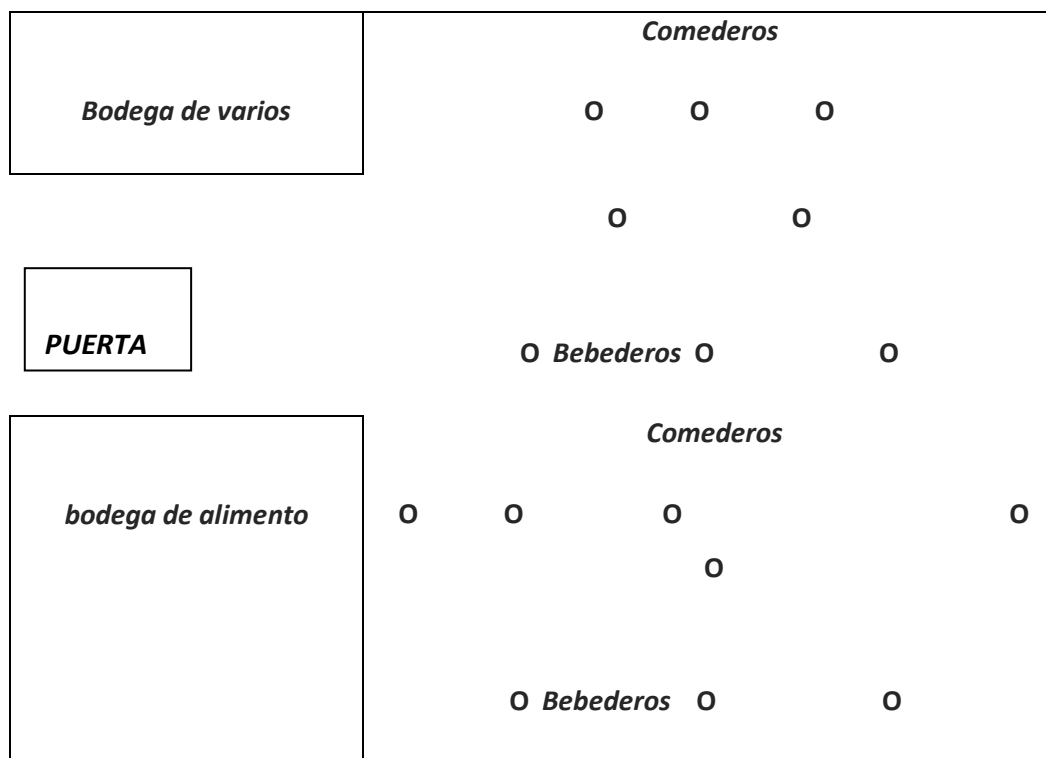 Comederos
Bodega de varios O O O
O O
PUERTA O Bebederos O O
Comederos
bodega de alimento O O O O
O
O Bebederos O O